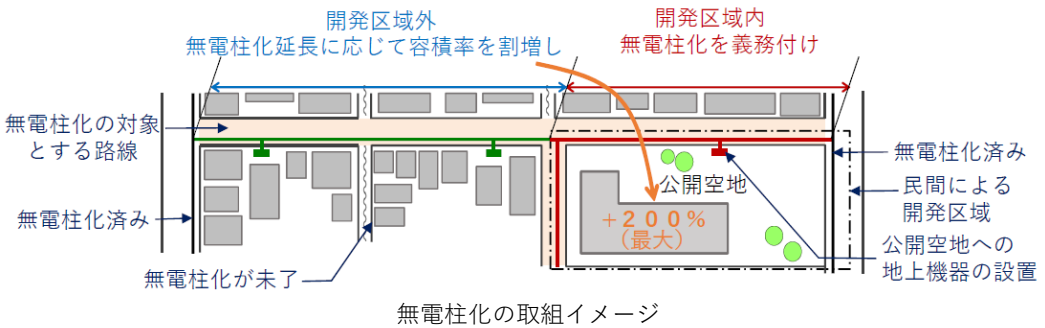 開発区域外
無電柱化延長に応じて容積率を割増し
開発区域内
無電柱化を義務付け
無電柱化の対象
とする路線
無電柱化済み
無電柱化が未了
公開空地
+200%
(最大)
無電柱化済み
民間による
開発区域
公開空地への
地上機器の設置
無電柱化の取組イメージ